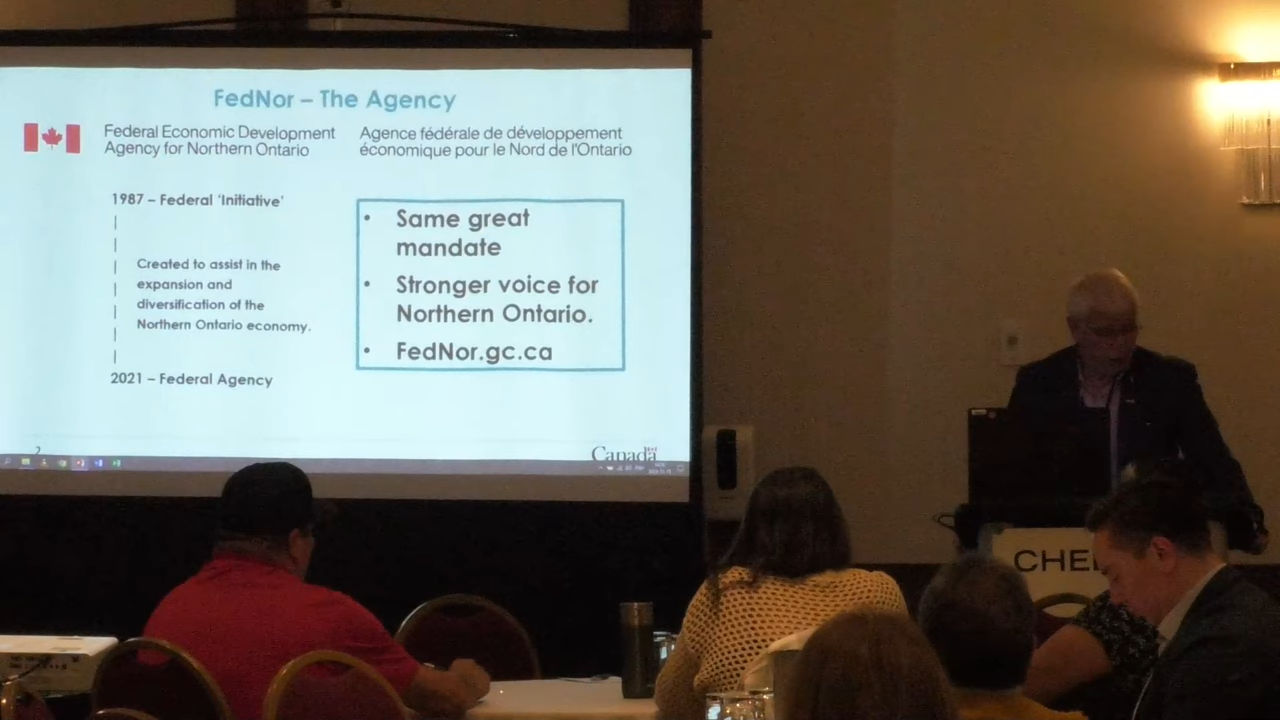 FedNor – The Agency
Federal Economic Development
Agency for Northern Ontario
Agence fédérale de développement
économique pour le Nord de l'Ontario
1987 – Federal 'Initiative'
Created to assist in the
expansion and
diversification of the
Northern Ontario economy.
2021 – Federal Agency
• Same great
mandate
• Stronger voice for
Northern Ontario.
• FedNor.gc.ca
2
Canada
CHE